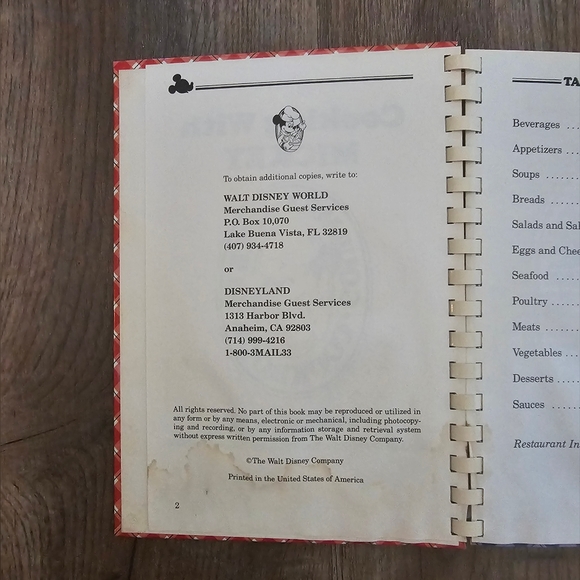 To obtain additional copies, write to:
WALT DISNEY WORLD
Merchandise Guest Services
P.O. Box 10,070
Lake Buena Vista, FL 32819
(407) 934-4718
or
DISNEYLAND
Merchandise Guest Services
1313 Harbor Blvd.
Anaheim, CA 92803
(714) 999-4216
1-800-3MAIL33
All rights reserved. No part of this book may be reproduced or utilized in
any form or by any means, electronic or mechanical, including photocopy-
ing and recording, or by any information storage and retrieval system
without express written permission from The Walt Disney Company.
©The Walt Disney Company
Printed in the United States of America
2
TA
Beverages ...
Appetizers ...
Soups .......
Breads ......
Salads and Sal
Eggs and Chee
Seafood .....
Poultry .....
Meats ......
Vegetables ...
Desserts ....
Sauces .....
Restaurant In